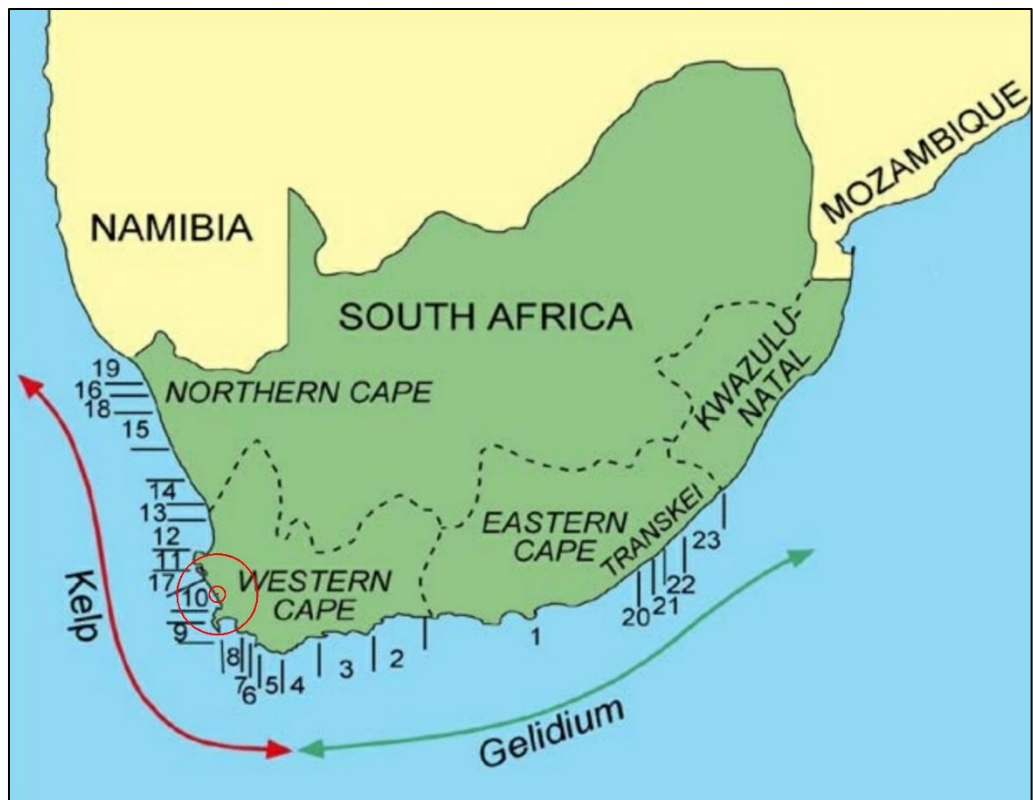 MOZAMBIQUE
NAMIBIA
SOUTH AFRICA
KWAZULU-
NATAL
NORTHERN CAPE
19
16
18
15
14
13
12
11
17
10
9
EASTERN
CAPE
TRANSKEI
WESTERN
CAPE
Kelp
8
7
6
5
4
3
2
1
20
21
22
23
Gelidium